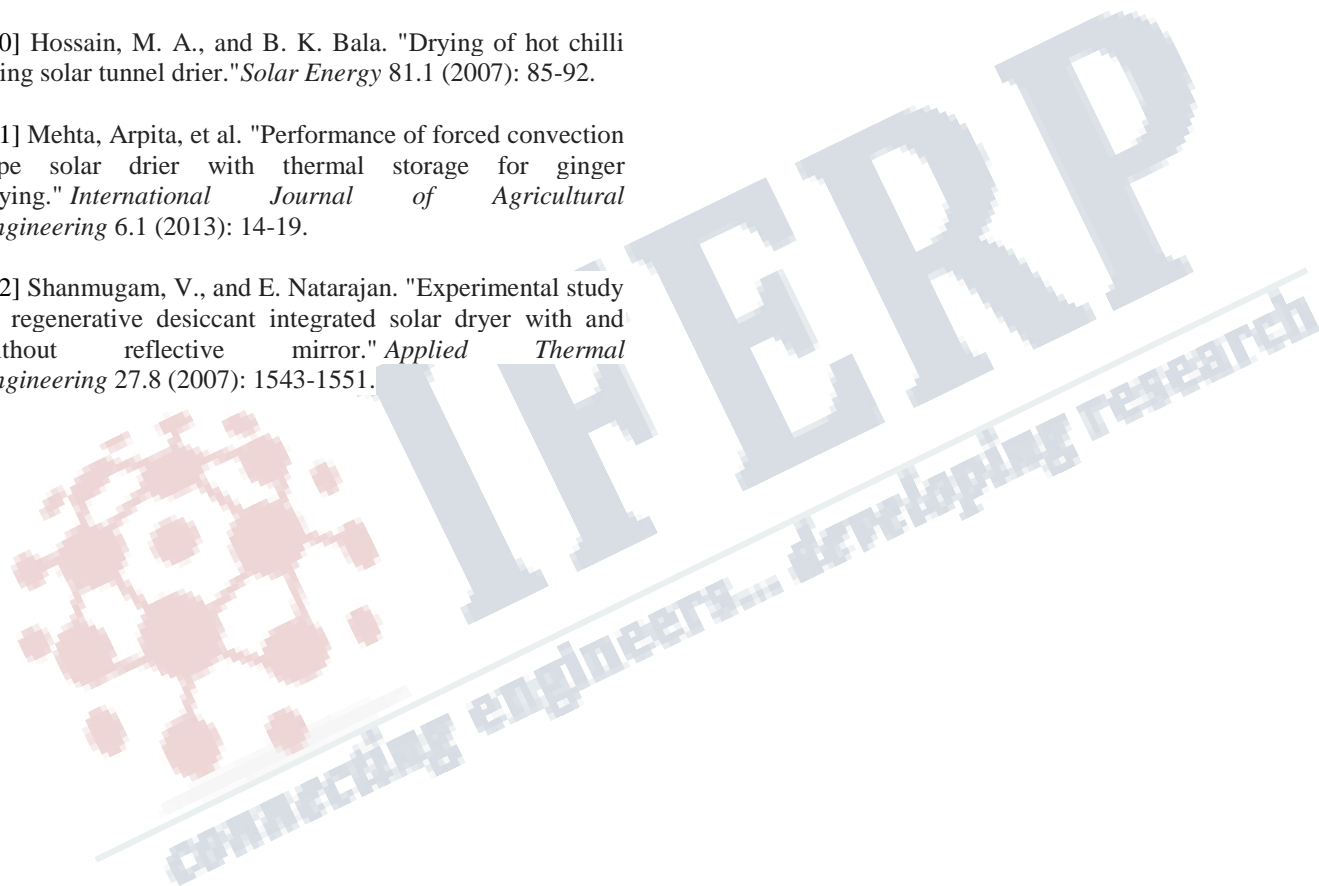 0] Hossain, M. A., and B. K. Bala. "Drying of hot chilli
ing solar tunnel drier."Solar Energy 81.1 (2007): 85-92.
1] Mehta, Arpita, et al. "Performance of forced convection
pe solar drier with thermal storage for ginger
ying." International Journal of Agricultural
ngineering 6.1 (2013): 14-19.
2] Shanmugam, V., and E. Natarajan. "Experimental study
regenerative desiccant integrated solar dryer with and
thout reflective mirror." Applied Thermal
ngineering 27.8 (2007): 1543-1551.
IFERP
connecting engineers... developing research